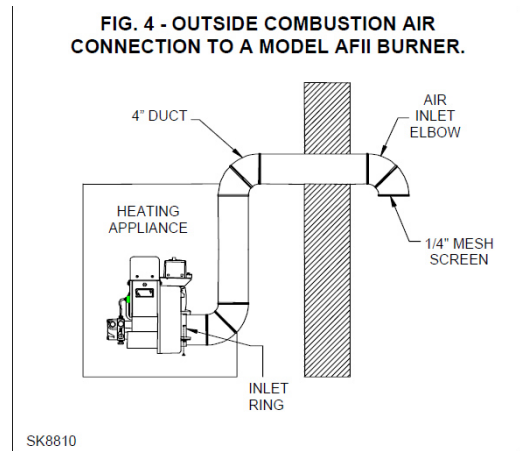 FIG. 4 - OUTSIDE COMBUSTION AIR
CONNECTION TO A MODEL AFII BURNER.
4” DUCT
AIR
INLET
ELBOW
HEATING
APPLIANCE
1/4" MESH
SCREEN
INLET
RING
SK8810